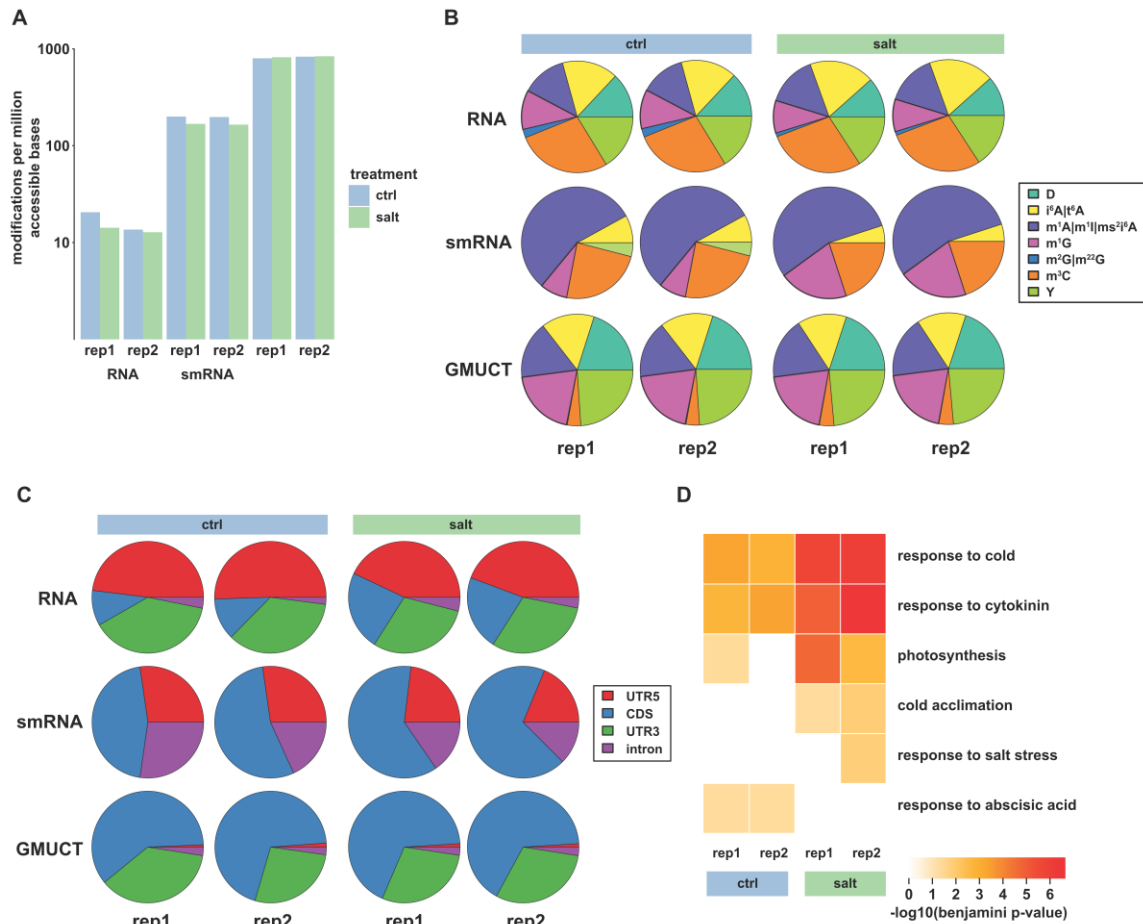 A
modifications per million
accessible bases
1000
100
10
rep1 rep2 rep1 rep2 rep1 rep2
RNA smRNA
treatment
ctrl
salt
B
ctrl salt
RNA
smRNA
GMUCT
rep1 rep2 rep1 rep2
D
i⁶A|t⁶A
m¹A|m¹I|ms²i⁶A
m¹G
m²G|m²²G
m³C
Y
C
ctrl salt
RNA
smRNA
GMUCT
rep1 rep2 rep1 rep2
UTR5
CDS
UTR3
intron
D
response to cold
response to cytokinin
photosynthesis
cold acclimation
response to salt stress
response to abscisic acid
rep1 rep2 rep1 rep2
ctrl salt
0 1 2 3 4 5 6
-log10(benjamini p-value)